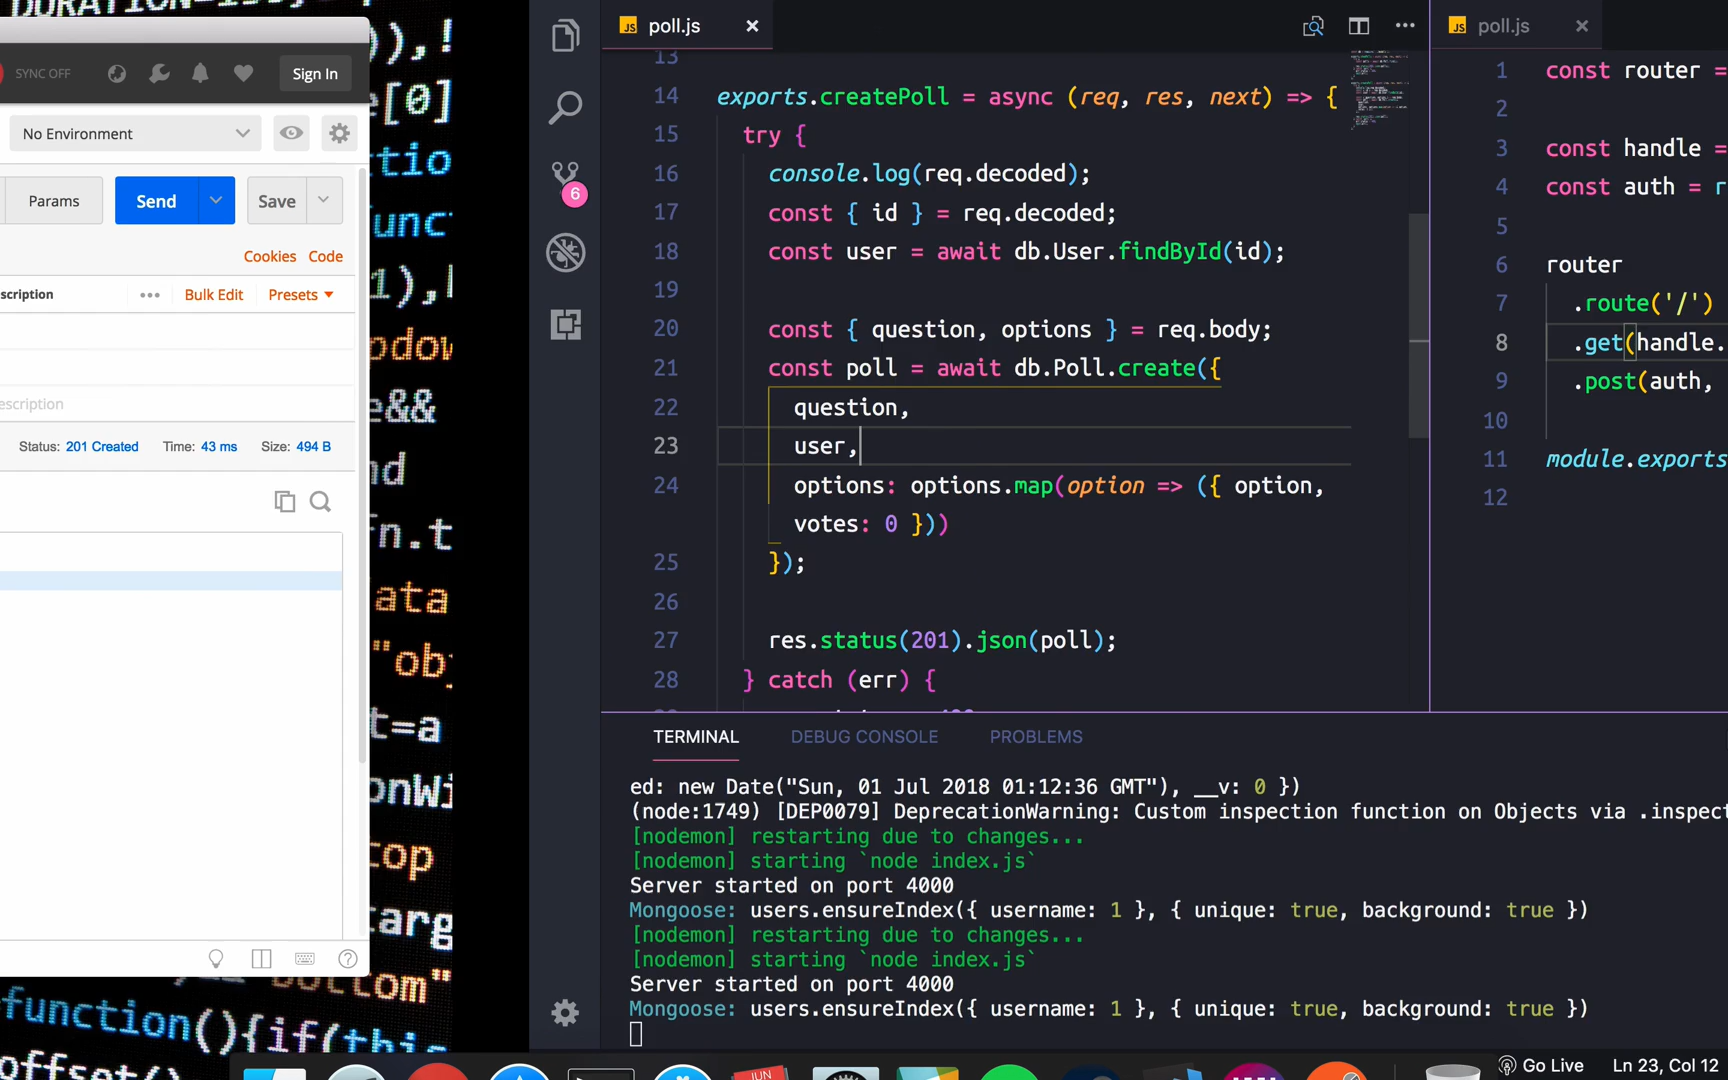 SYNC OFF
Sign In
No Environment
Params
Send
Save
Cookies
Code
scription
Bulk Edit
Presets
escription
Status: 201 Created
Time: 43 ms
Size: 494 B
6
JS poll.js
13
14 exports.createPoll = async (req, res, next) => {
15 try {
16 console.log(req.decoded);
17 const { id } = req.decoded;
18 const user = await db.User.findById(id);
19
20 const { question, options } = req.body;
21 const poll = await db.Poll.create({
22 question,
23 user,
24 options: options.map(option => ({ option,
votes: 0 }))
25 });
26
27 res.status(201).json(poll);
28 } catch (err) {
JS poll.js
1 const router =
2
3 const handle =
4 const auth = r
5
6 router
7 .route('/')
8 .get(handle.
9 .post(auth,
10
11 module.exports
12
TERMINAL
DEBUG CONSOLE
PROBLEMS
ed: new Date("Sun, 01 Jul 2018 01:12:36 GMT"), __v: 0 })
(node:1749) [DEP0079] DeprecationWarning: Custom inspection function on Objects via .inspect
[nodemon] restarting due to changes...
[nodemon] starting `node index.js`
Server started on port 4000
Mongoose: users.ensureIndex({ username: 1 }, { unique: true, background: true })
[nodemon] restarting due to changes...
[nodemon] starting `node index.js`
Server started on port 4000
Mongoose: users.ensureIndex({ username: 1 }, { unique: true, background: true })
Go Live
Ln 23, Col 12
JUN